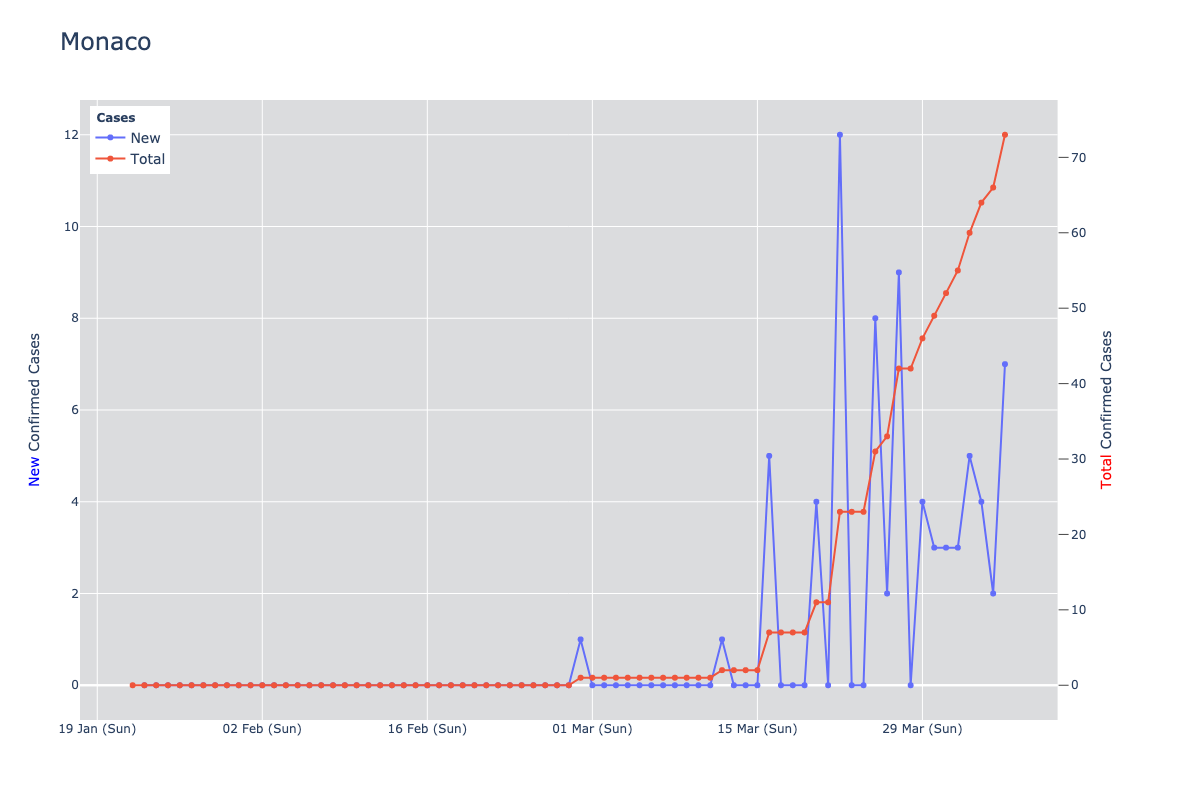 Monaco
Cases
New
Total
12
10
8
6
4
2
0
70
60
50
40
30
20
10
0
New Confirmed Cases
Total Confirmed Cases
19 Jan (Sun)
02 Feb (Sun)
16 Feb (Sun)
01 Mar (Sun)
15 Mar (Sun)
29 Mar (Sun)